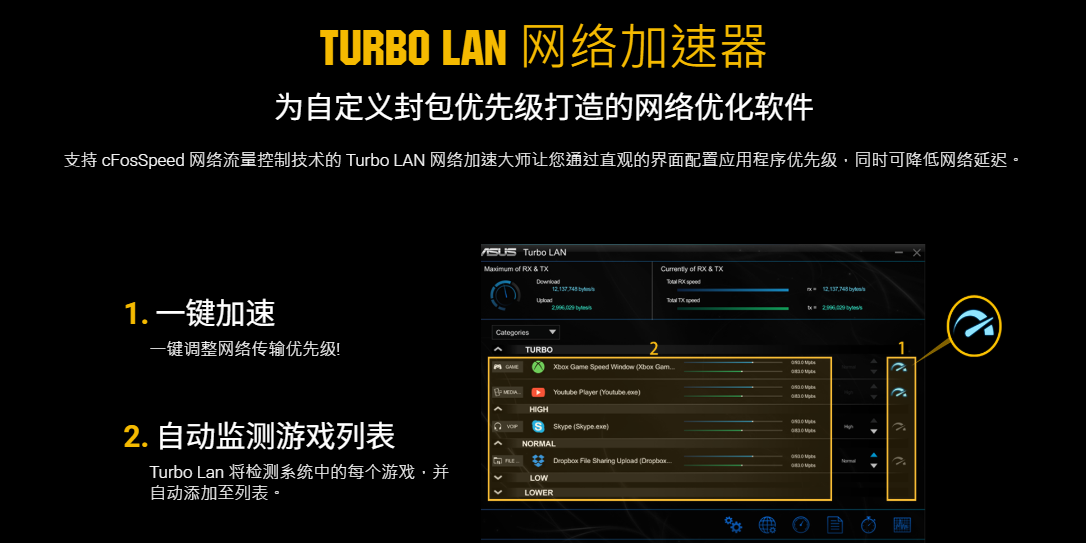 TURBO LAN 网络加速器
为自定义封包优先级打造的网络优化软件
支持 cFosSpeed 网络流量控制技术的 Turbo LAN 网络加速大师让您通过直观的界面配置应用程序优先级，同时可降低网络延迟。
1. 一键加速
一键调整网络传输优先级!
2. 自动监测游戏列表
Turbo Lan 将检测系统中的每个游戏，并
自动添加至列表。
ASUS Turbo LAN
Maximum of RX & TX
Currently of RX & TX
Download
12,137,748 bytes/s
Upload
2,996,029 bytes/s
Total RX speed
rx = 12,137,748 bytes/s
Total TX speed
tx = 2,996,029 bytes/s
Categories
2
1
TURBO
GAME Xbox Game Speed Window (Xbox Gam...
0/93.0 Mbps
0/83.0 Mbps
MEDIA... Youtube Player (Youtube.exe)
0/93.0 Mbps
0/83.0 Mbps
HIGH
VOIP Skype (Skype.exe)
0/93.0 Mbps
0/83.0 Mbps
High
NORMAL
FILE... Dropbox File Sharing Upload (Dropbox...
0/93.0 Mbps
0/83.0 Mbps
Normal
LOW
LOWER